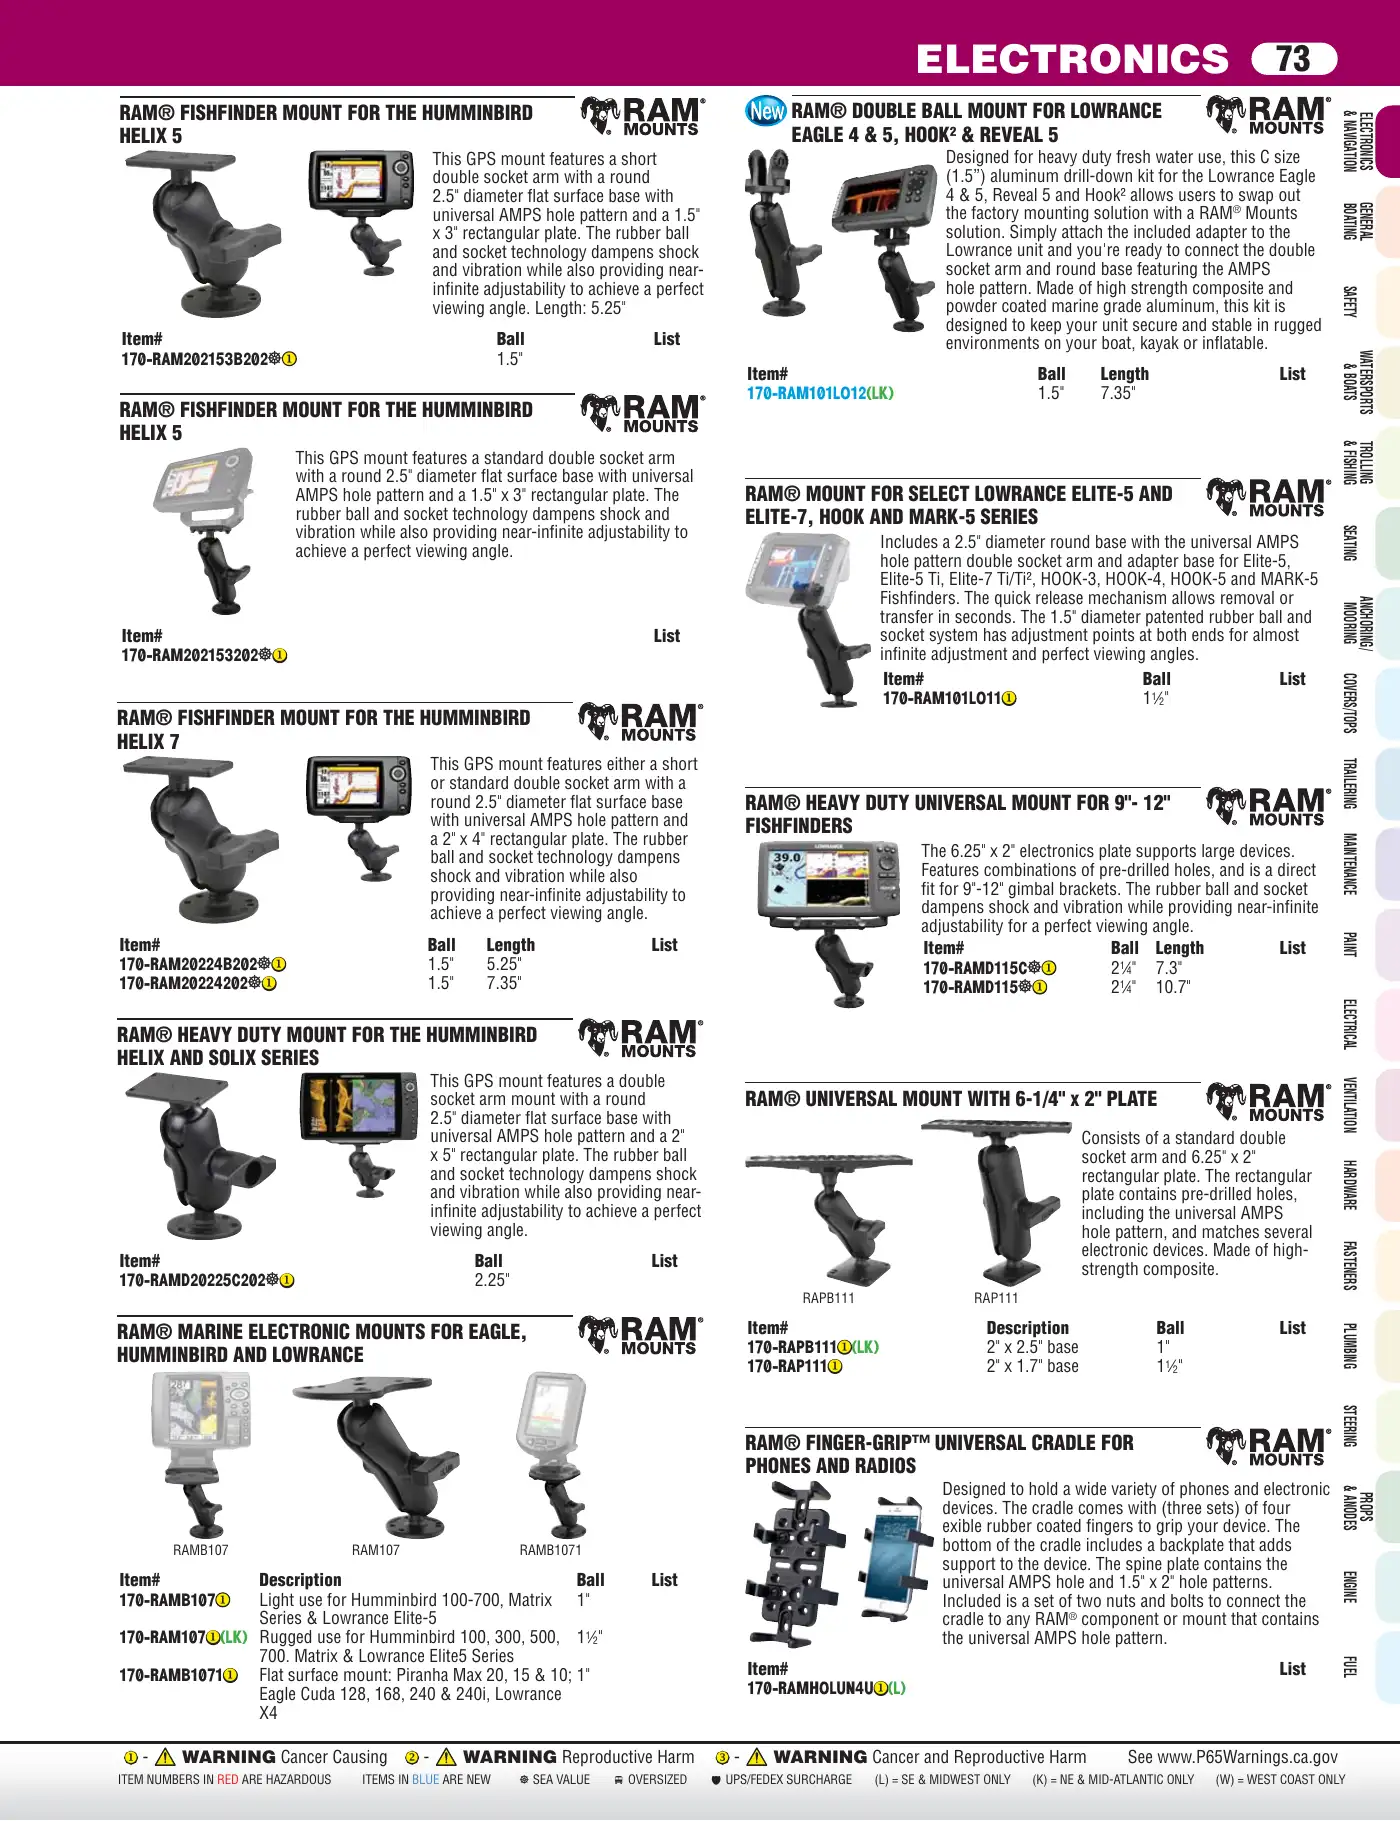 ELECTRONICS 73
RAM® FISHFINDER MOUNT FOR THE HUMMINBIRD
HELIX 5
RAM®
MOUNTS
This GPS mount features a short
double socket arm with a round
2.5" diameter flat surface base with
universal AMPS hole pattern and a 1.5"
x 3" rectangular plate. The rubber ball
and socket technology dampens shock
and vibration while also providing near-
infinite adjustability to achieve a perfect
viewing angle. Length: 5.25"
Item# Ball List
170-RAM202153B202 1 1.5"
RAM® FISHFINDER MOUNT FOR THE HUMMINBIRD
HELIX 5
RAM®
MOUNTS
This GPS mount features a standard double socket arm
with a round 2.5" diameter flat surface base with universal
AMPS hole pattern and a 1.5" x 3" rectangular plate. The
rubber ball and socket technology dampens shock and
vibration while also providing near-infinite adjustability to
achieve a perfect viewing angle.
Item# List
170-RAM202153202 1
RAM® FISHFINDER MOUNT FOR THE HUMMINBIRD
HELIX 7
RAM®
MOUNTS
This GPS mount features either a short
or standard double socket arm with a
round 2.5" diameter flat surface base
with universal AMPS hole pattern and
a 2" x 4" rectangular plate. The rubber
ball and socket technology dampens
shock and vibration while also
providing near-infinite adjustability to
achieve a perfect viewing angle.
Item# Ball Length List
170-RAM20224B202 1 1.5" 5.25"
170-RAM20224202 1 1.5" 7.35"
RAM® HEAVY DUTY MOUNT FOR THE HUMMINBIRD
HELIX AND SOLIX SERIES
RAM®
MOUNTS
This GPS mount features a double
socket arm mount with a round
2.5" diameter flat surface base with
universal AMPS hole pattern and a 2"
x 5" rectangular plate. The rubber ball
and socket technology dampens shock
and vibration while also providing near-
infinite adjustability to achieve a perfect
viewing angle.
Item# Ball List
170-RAMD20225C202 1 2.25"
RAM® MARINE ELECTRONIC MOUNTS FOR EAGLE,
HUMMINBIRD AND LOWRANCE
RAM®
MOUNTS
RAMB107 RAM107 RAMB1071
Item# Description Ball List
170-RAMB107 1 Light use for Humminbird 100-700, Matrix 1"
Series & Lowrance Elite-5
170-RAM107 1 (LK) Rugged use for Humminbird 100, 300, 500, 1½"
700. Matrix & Lowrance Elite5 Series
170-RAMB1071 1 Flat surface mount: Piranha Max 20, 15 & 10; 1"
Eagle Cuda 128, 168, 240 & 240i, Lowrance
X4
New RAM® DOUBLE BALL MOUNT FOR LOWRANCE
EAGLE 4 & 5, HOOK² & REVEAL 5
RAM®
MOUNTS
Designed for heavy duty fresh water use, this C size
(1.5”) aluminum drill-down kit for the Lowrance Eagle
4 & 5, Reveal 5 and Hook² allows users to swap out
the factory mounting solution with a RAM® Mounts
solution. Simply attach the included adapter to the
Lowrance unit and you're ready to connect the double
socket arm and round base featuring the AMPS
hole pattern. Made of high strength composite and
powder coated marine grade aluminum, this kit is
designed to keep your unit secure and stable in rugged
environments on your boat, kayak or inflatable.
Item# Ball Length List
170-RAM101LO12(LK) 1.5" 7.35"
RAM® MOUNT FOR SELECT LOWRANCE ELITE-5 AND
ELITE-7, HOOK AND MARK-5 SERIES
RAM®
MOUNTS
Includes a 2.5" diameter round base with the universal AMPS
hole pattern double socket arm and adapter base for Elite-5,
Elite-5 Ti, Elite-7 Ti/Ti², HOOK-3, HOOK-4, HOOK-5 and MARK-5
Fishfinders. The quick release mechanism allows removal or
transfer in seconds. The 1.5" diameter patented rubber ball and
socket system has adjustment points at both ends for almost
infinite adjustment and perfect viewing angles.
Item# Ball List
170-RAM101LO11 1 1½"
RAM® HEAVY DUTY UNIVERSAL MOUNT FOR 9"- 12"
FISHFINDERS
RAM®
MOUNTS
The 6.25" x 2" electronics plate supports large devices.
Features combinations of pre-drilled holes, and is a direct
fit for 9"-12" gimbal brackets. The rubber ball and socket
dampens shock and vibration while providing near-infinite
adjustability for a perfect viewing angle.
Item# Ball Length List
170-RAMD115C 1 2¼" 7.3"
170-RAMD115 1 2¼" 10.7"
RAM® UNIVERSAL MOUNT WITH 6-1/4" x 2" PLATE
RAM®
MOUNTS
Consists of a standard double
socket arm and 6.25" x 2"
rectangular plate. The rectangular
plate contains pre-drilled holes,
including the universal AMPS
hole pattern, and matches several
electronic devices. Made of high-
strength composite.
RAPB111 RAP111
Item# Description Ball List
170-RAPB111 1 (LK) 2" x 2.5" base 1"
170-RAP111 1 2" x 1.7" base 1½"
RAM® FINGER-GRIP™ UNIVERSAL CRADLE FOR
PHONES AND RADIOS
RAM®
MOUNTS
Designed to hold a wide variety of phones and electronic
devices. The cradle comes with (three sets) of four
exible rubber coated fingers to grip your device. The
bottom of the cradle includes a backplate that adds
support to the device. The spine plate contains the
universal AMPS hole and 1.5" x 2" hole patterns.
Included is a set of two nuts and bolts to connect the
cradle to any RAM® component or mount that contains
the universal AMPS hole pattern.
Item# List
170-RAMHOLUN4U 1 (L)
ELECTRONICS
& NAVIGATION
GENERAL
BOATING
SAFETY
WATERSPORTS
& BOATS
TROLLING
& FISHING
SEATING
ANCHORING/
MOORING
COVERS/TOPS
TRAILERING
MAINTENANCE
PAINT
ELECTRICAL
VENTILATION
HARDWARE
FASTENERS
PLUMBING
STEERING
PROPS
& ANODES
ENGINE
FUEL
1 - WARNING Cancer Causing 2 - WARNING Reproductive Harm 3 - WARNING Cancer and Reproductive Harm See www.P65Warnings.ca.gov
ITEM NUMBERS IN RED ARE HAZARDOUS ITEMS IN BLUE ARE NEW SEA VALUE OVERSIZED UPS/FEDEX SURCHARGE (L) = SE & MIDWEST ONLY (K) = NE & MID-ATLANTIC ONLY (W) = WEST COAST ONLY